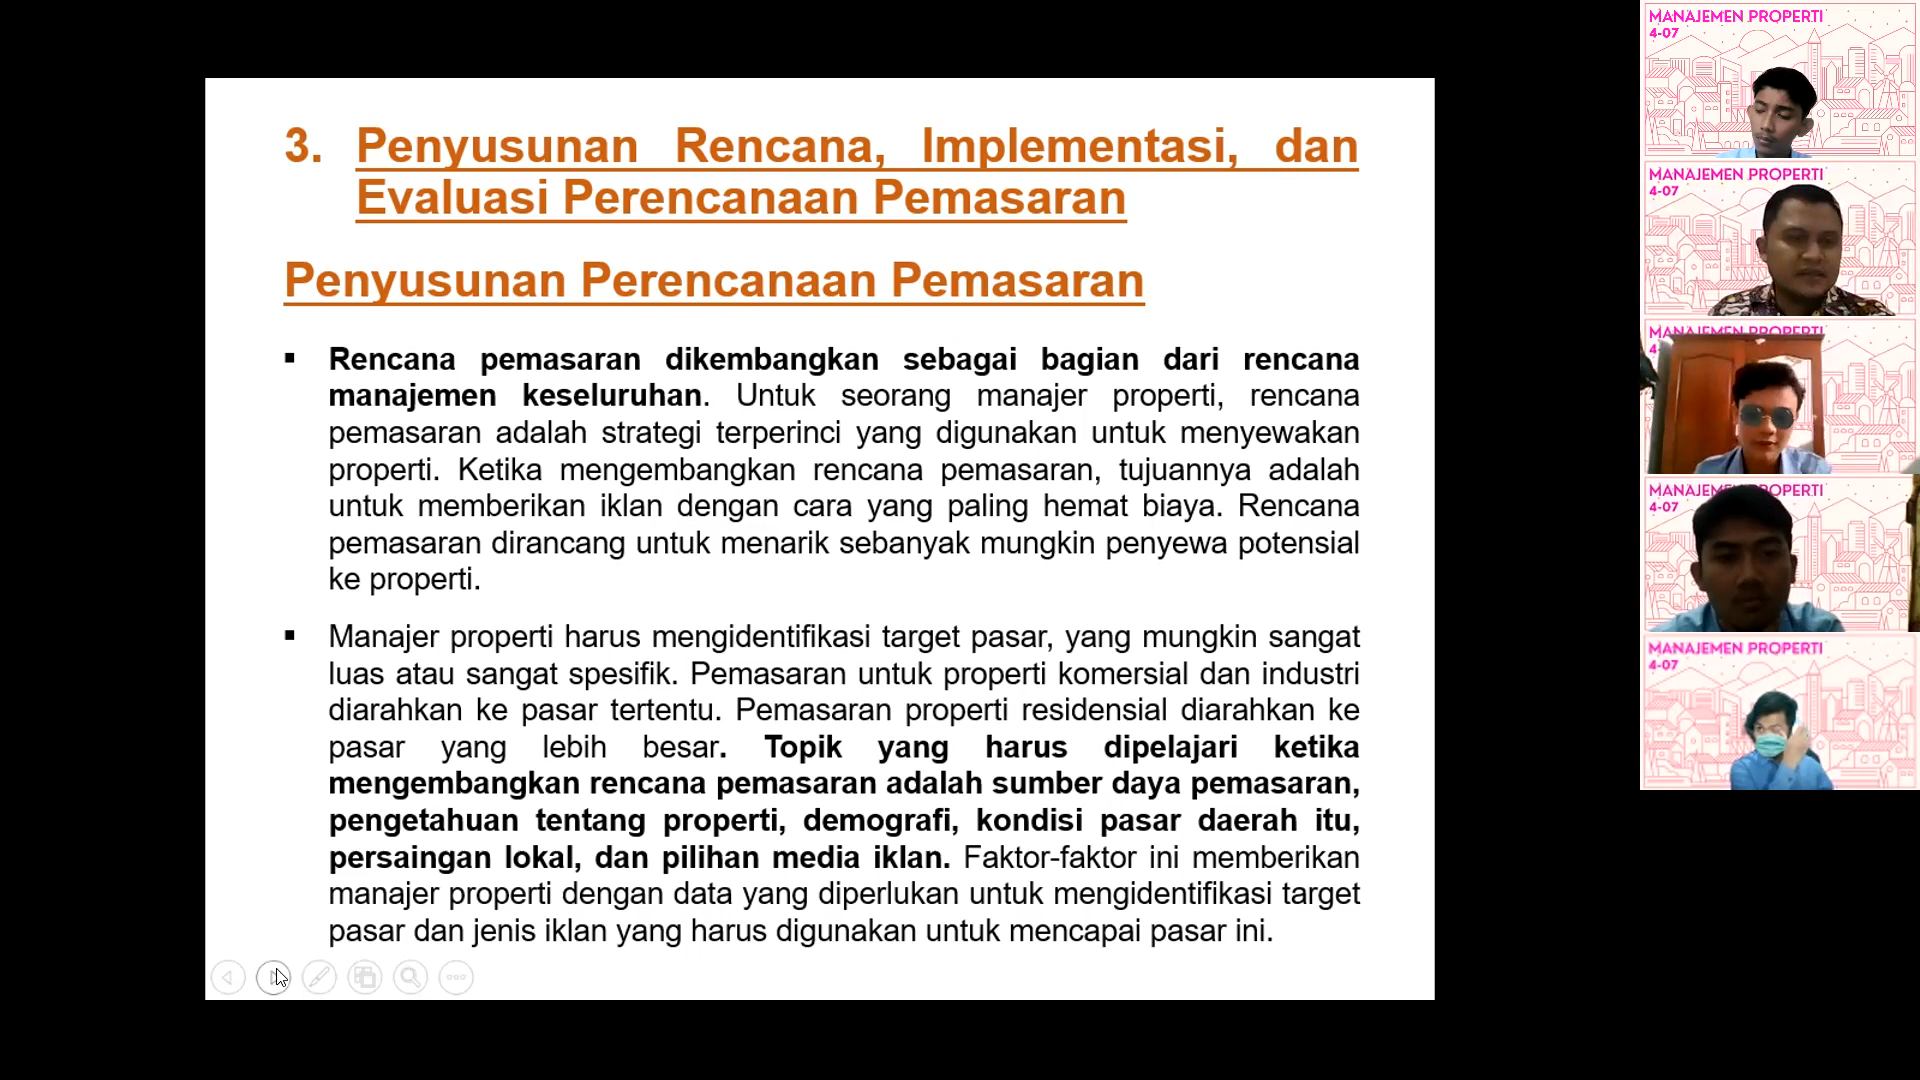 3. Penyusunan Rencana, Implementasi, dan
Evaluasi Perencanaan Pemasaran
Penyusunan Perencanaan Pemasaran
▪ Rencana pemasaran dikembangkan sebagai bagian dari rencana
manajemen keseluruhan. Untuk seorang manajer properti, rencana
pemasaran adalah strategi terperinci yang digunakan untuk menyewakan
properti. Ketika mengembangkan rencana pemasaran, tujuannya adalah
untuk memberikan iklan dengan cara yang paling hemat biaya. Rencana
pemasaran dirancang untuk menarik sebanyak mungkin penyewa potensial
ke properti.
▪ Manajer properti harus mengidentifikasi target pasar, yang mungkin sangat
luas atau sangat spesifik. Pemasaran untuk properti komersial dan industri
diarahkan ke pasar tertentu. Pemasaran properti residensial diarahkan ke
pasar yang lebih besar. Topik yang harus dipelajari ketika
mengembangkan rencana pemasaran adalah sumber daya pemasaran,
pengetahuan tentang properti, demografi, kondisi pasar daerah itu,
persaingan lokal, dan pilihan media iklan. Faktor-faktor ini memberikan
manajer properti dengan data yang diperlukan untuk mengidentifikasi target
pasar dan jenis iklan yang harus digunakan untuk mencapai pasar ini.
MANAJEMEN PROPERTI
4-07
MANAJEMEN PROPERTI
4-07
MANAJEMEN PROPERTI
MANAJEMEN PROPERTI
4-07
MANAJEMEN PROPERTI
4-07